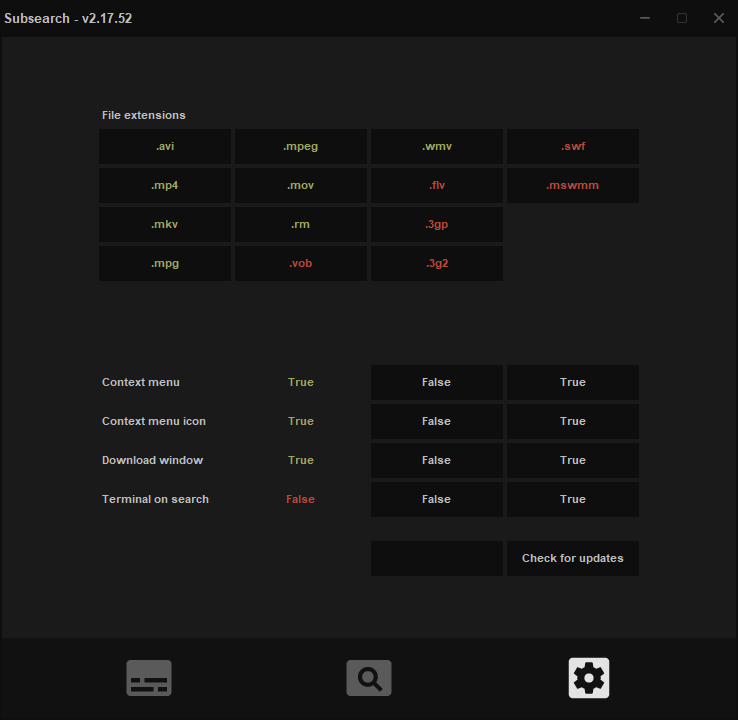 Subsearch - v2.17.52
File extensions
.avi .mpeg .wmv .swf
.mp4 .mov .flv .mswmm
.mkv .rm .3gp
.mpg .vob .3g2
Context menu True False True
Context menu icon True False True
Download window True False True
Terminal on search False False True
Check for updates